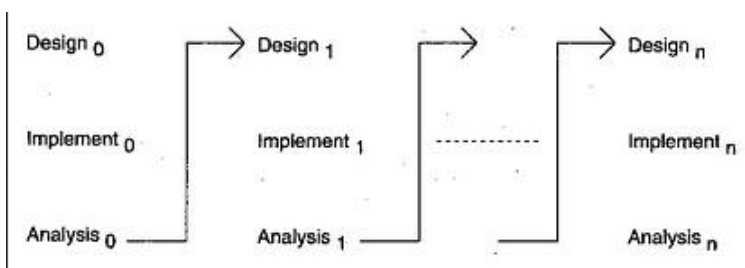 Design 0 Design 1 Design n
Implement 0 Implement 1 Implement n
Analysis 0 Analysis 1 Analysis n